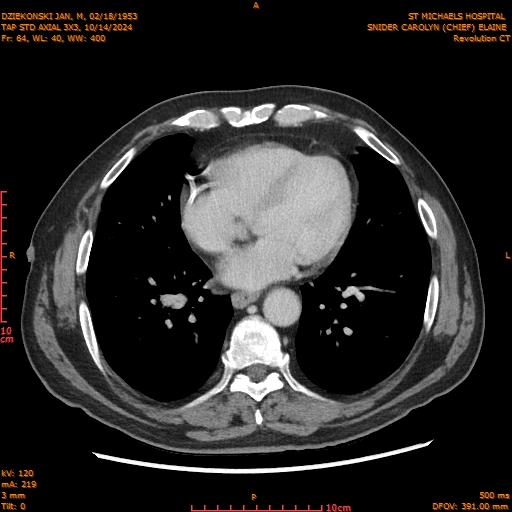 A
DZIEKONSKI JAN, M, 02/18/1953
TAP STD AXIAL 3X3, 10/14/2024
Fr: 64, WL: 40, WW: 400
ST MICHAELS HOSPITAL
SNIDER CAROLYN (CHIEF) ELAINE
Revolution CT
R
L
10
cm
kV: 120
mA: 219
3 mm
Tilt: 0
P
10cm
500 ms
DFOV: 391.00 mm